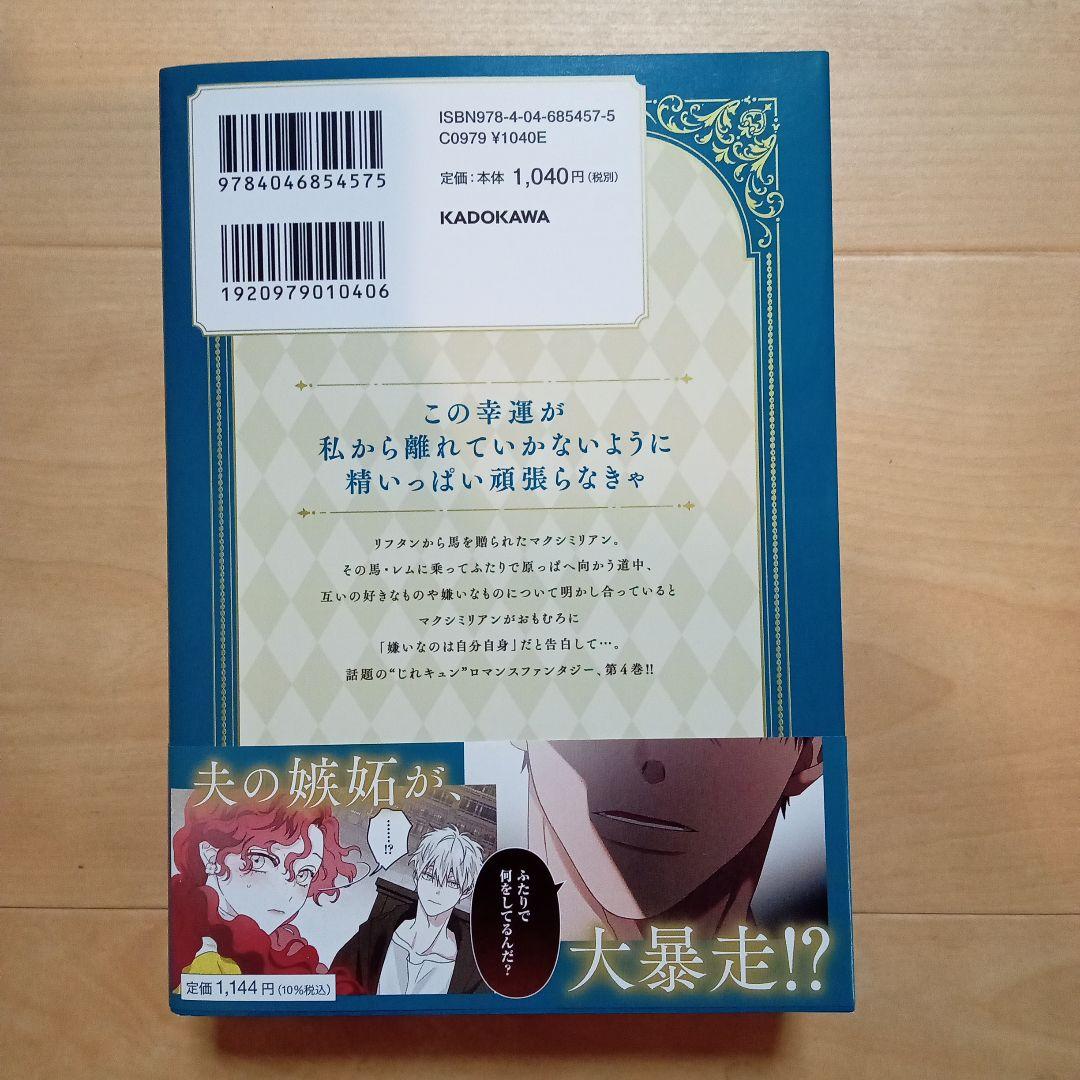 ISBN978-4-04-685457-5
C0979 ¥1040E
定価：本体 1,040円（税別）
KADOKAWA
9784046854575
1920979010406
この幸運が
私から離れていかないように
精いっぱい頑張らなきゃ
リフタンから馬を贈られたマクシミリアン。
その馬・レムに乗ってふたりで原っぱへ向かう道中、
互いの好きなものや嫌いなものについて明かし合っていると
マクシミリアンがおもむろに
「嫌いなのは自分自身」だと告白して…。
話題の“じれキュン”ロマンスファンタジー、第4巻!!
夫の嫉妬が、
……!?
ふたりで
何をしてるんだ？
大暴走!?
定価 1,144円（10％税込）